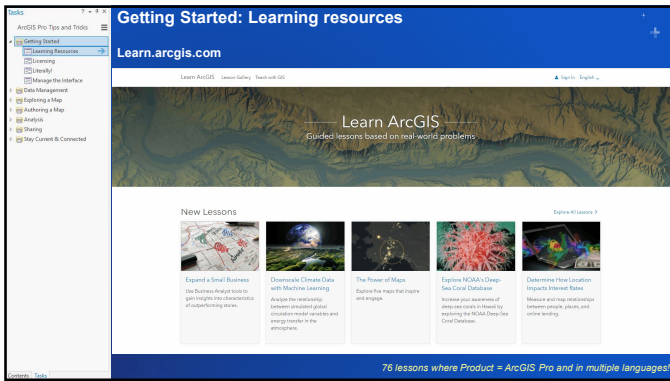 Tasks
ArcGIS Pro Tips and Tricks
Getting Started
Learning Resources
Licensing
Literally!
Manage the Interface
Data Management
Exploring a Map
Authoring a Map
Analysis
Sharing
Stay Current & Connected
Contents Tasks
Getting Started: Learning resources
Learn.arcgis.com
Learn ArcGIS Lesson Gallery Teach with GIS Sign In English
Learn ArcGIS
Guided lessons based on real-world problems
New Lessons Explore All Lessons >
Expand a Small Business
Use Business Analyst tools to
gain insights into characteristics
of outperforming stores.
Downscale Climate Data
with Machine Learning
Analyze the relationship
between simulated global
circulation model variables and
energy transfer in the
atmosphere.
The Power of Maps
Explore five maps that inspire
and engage.
Explore NOAA's Deep-
Sea Coral Database
Increase your awareness of
deep-sea corals in Hawaii by
exploring the NOAA Deep-Sea
Coral Database.
Determine How Location
Impacts Interest Rates
Measure and map relationships
between people, places, and
online lending.
76 lessons where Product = ArcGIS Pro and in multiple languages!